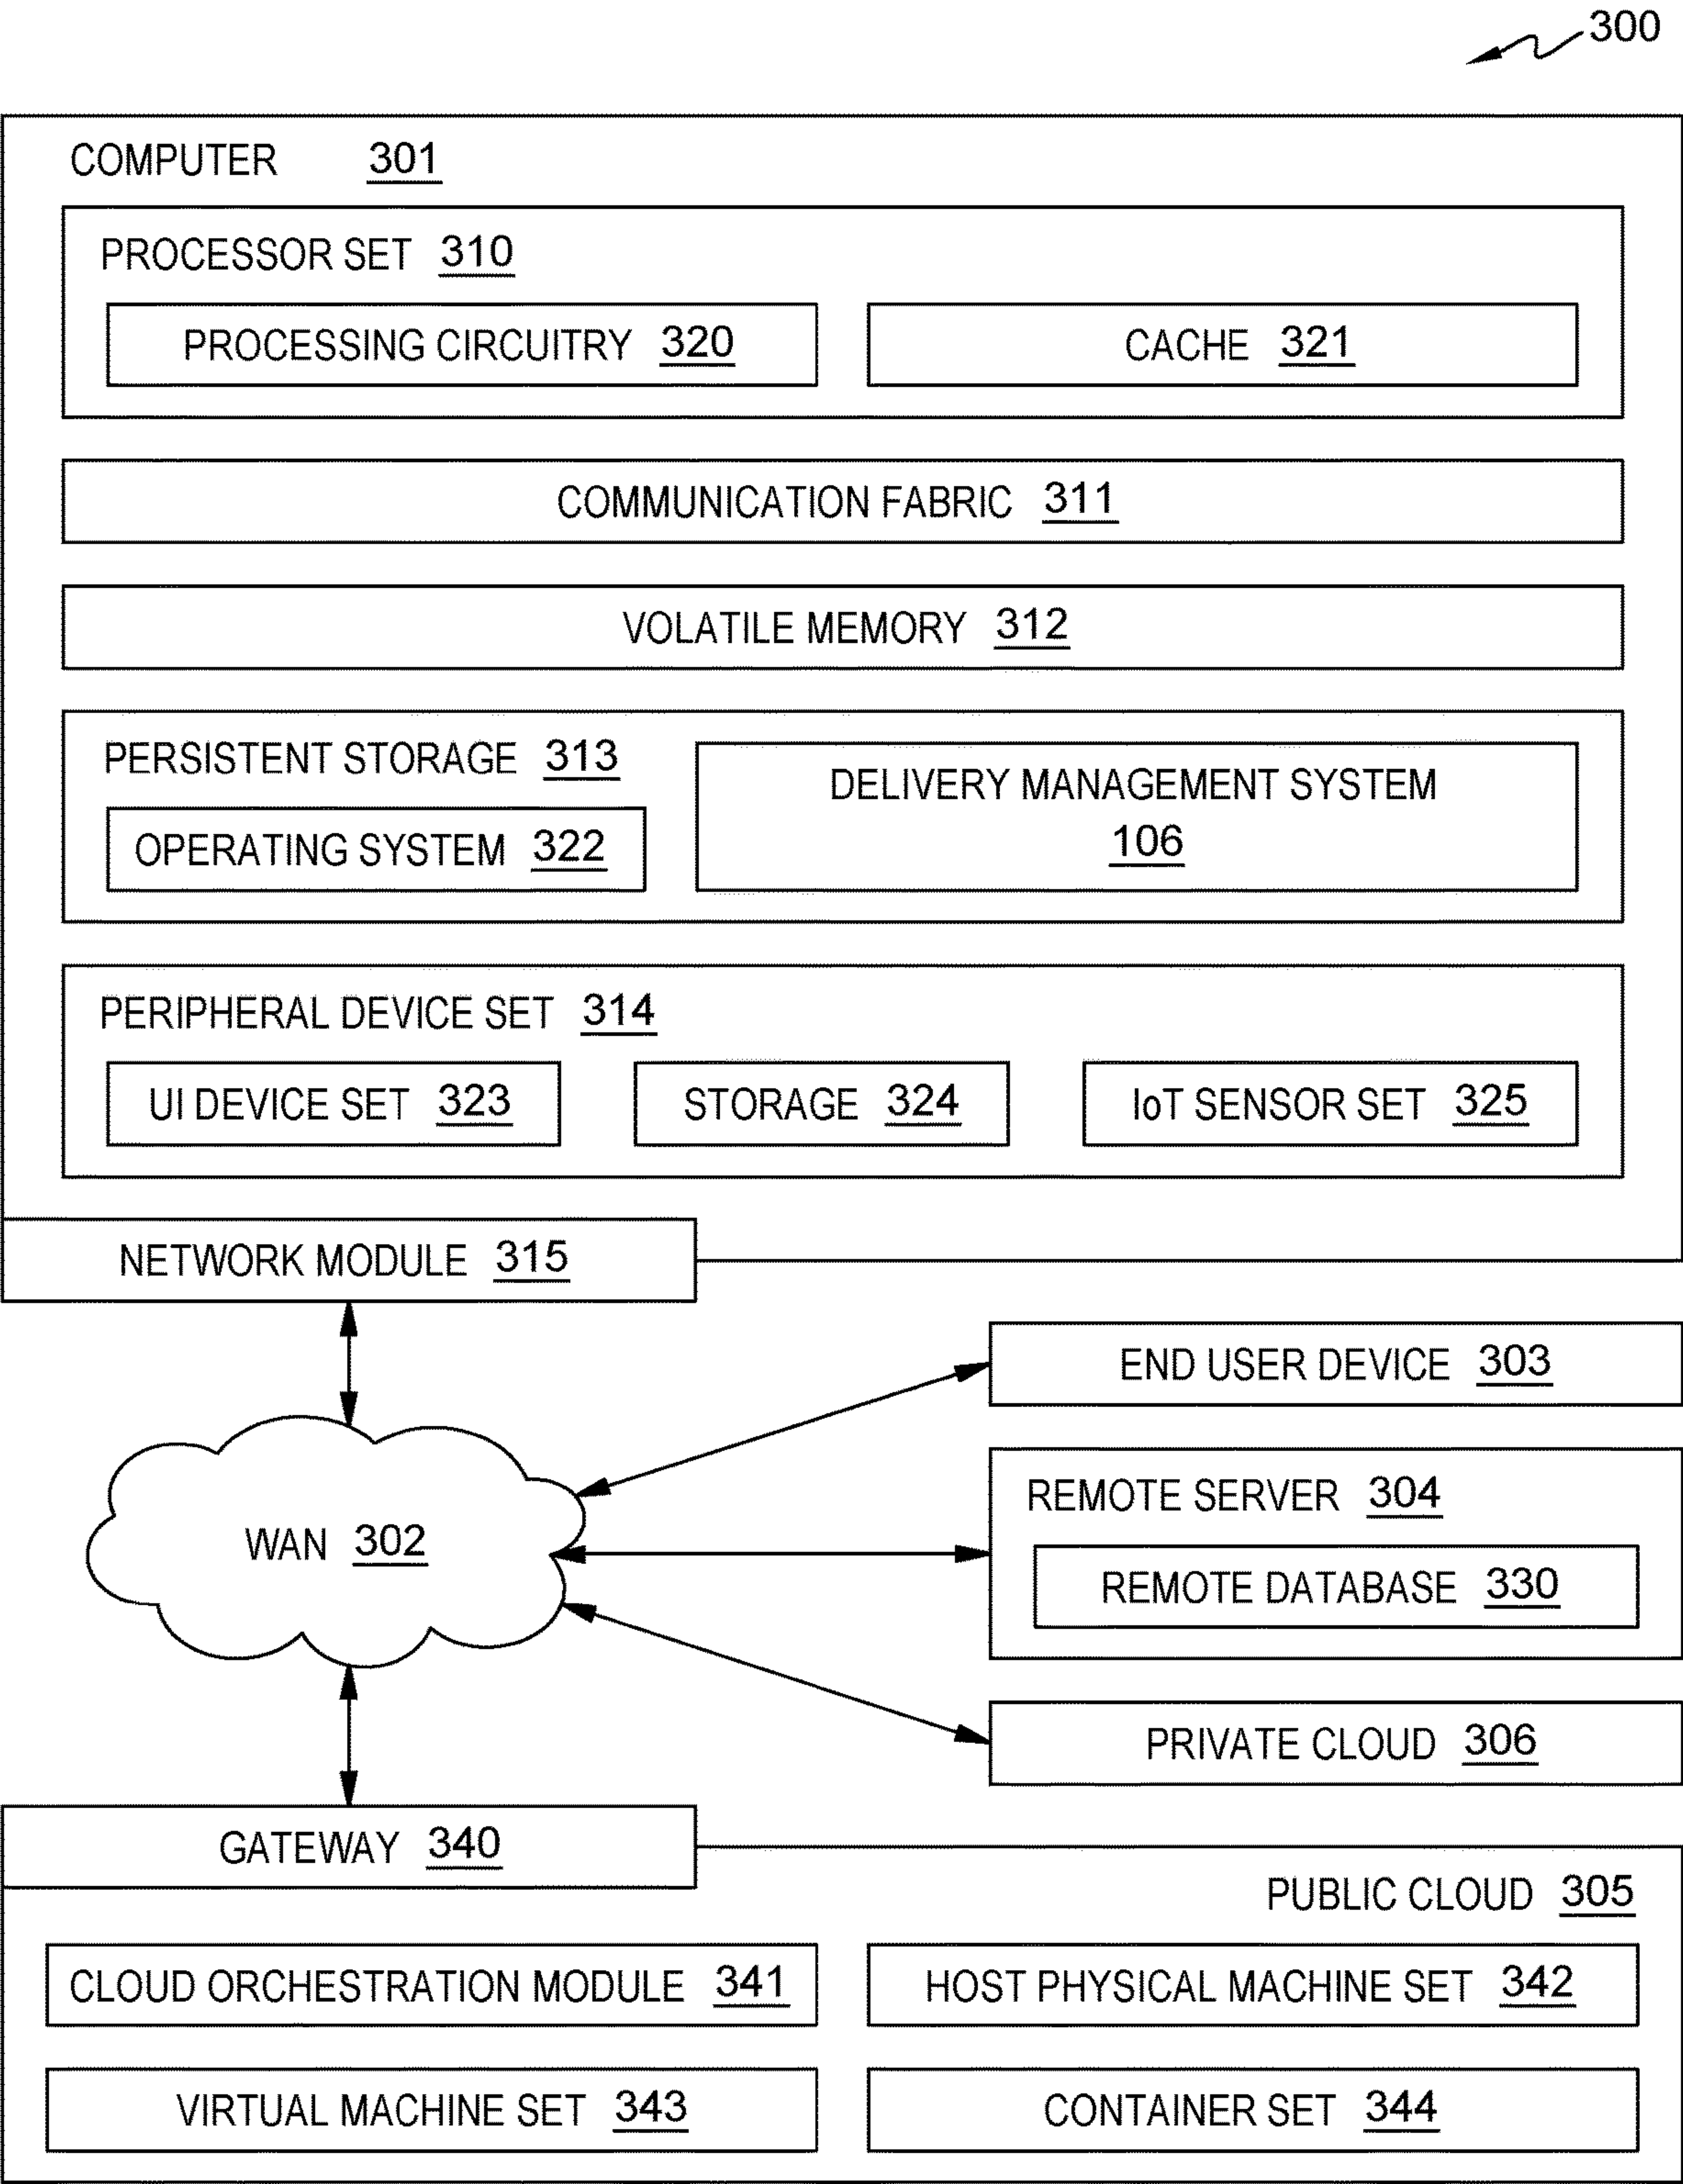 300
COMPUTER 301
PROCESSOR SET 310
PROCESSING CIRCUITRY 320
CACHE 321
COMMUNICATION FABRIC 311
VOLATILE MEMORY 312
PERSISTENT STORAGE 313
OPERATING SYSTEM 322
DELIVERY MANAGEMENT SYSTEM
106
PERIPHERAL DEVICE SET 314
UI DEVICE SET 323
STORAGE 324
IoT SENSOR SET 325
NETWORK MODULE 315
END USER DEVICE 303
REMOTE SERVER 304
REMOTE DATABASE 330
WAN 302
PRIVATE CLOUD 306
GATEWAY 340
PUBLIC CLOUD 305
CLOUD ORCHESTRATION MODULE 341
HOST PHYSICAL MACHINE SET 342
VIRTUAL MACHINE SET 343
CONTAINER SET 344